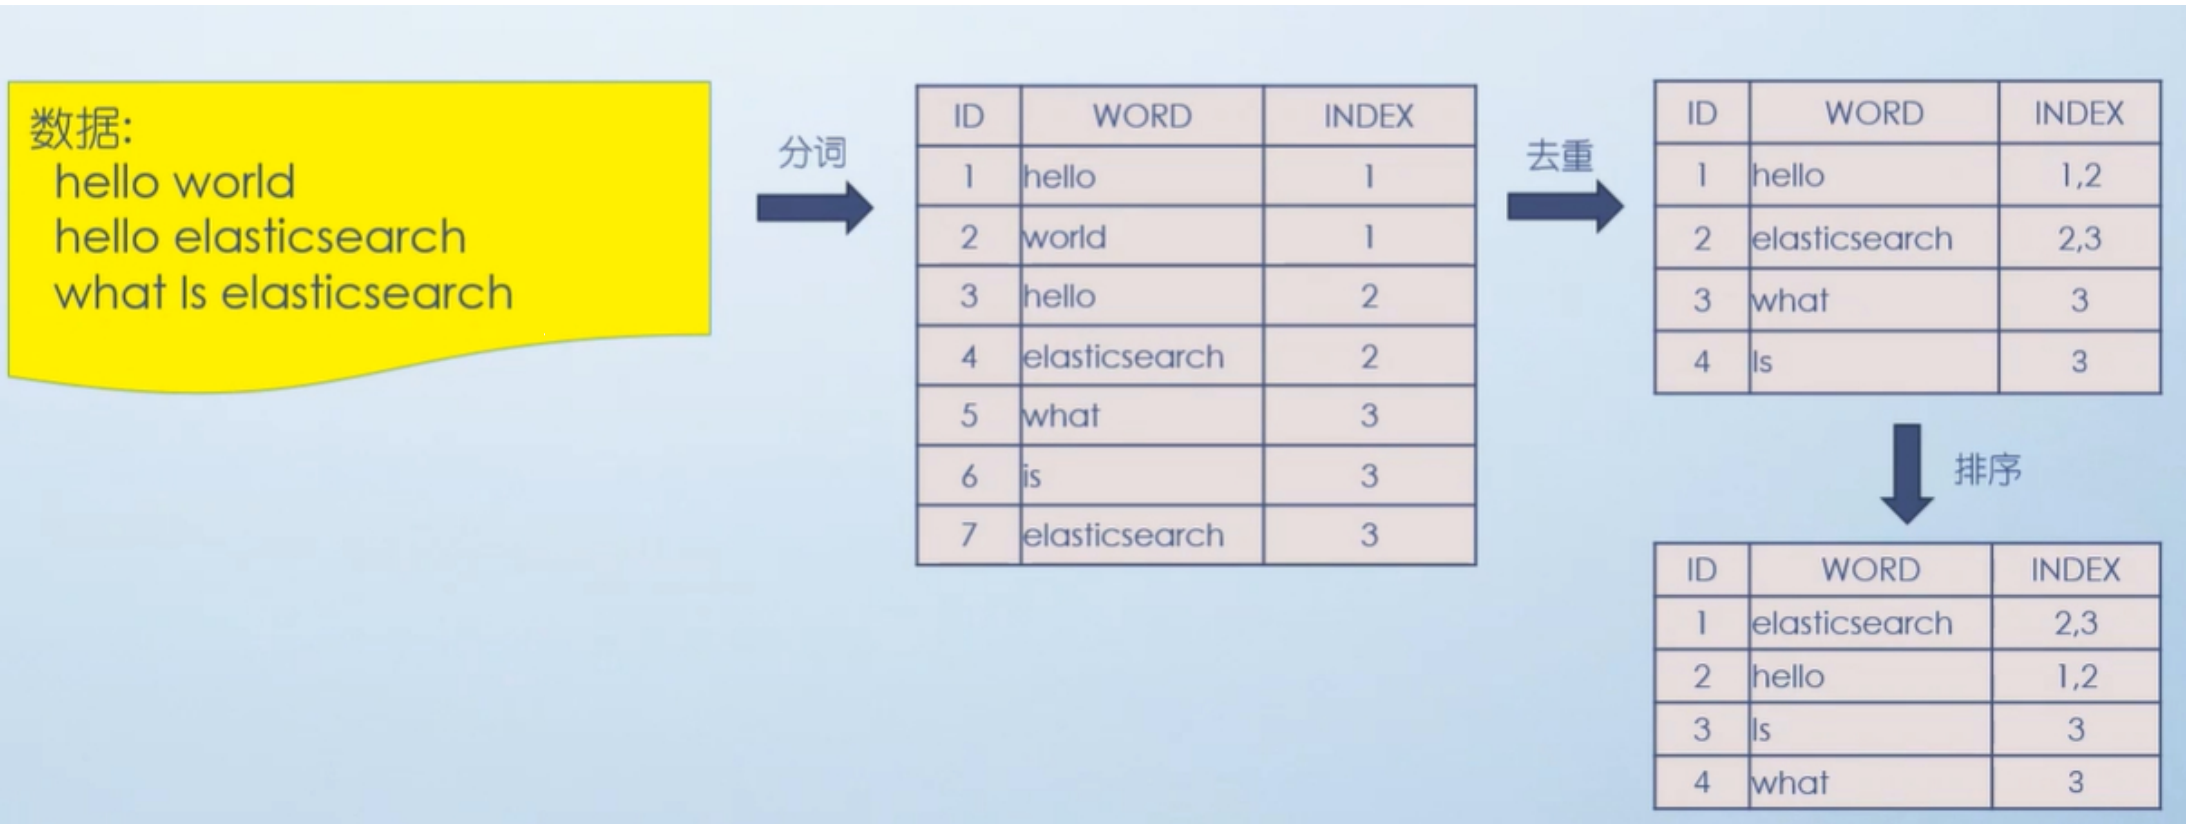 数据:
hello world
hello elasticsearch
what Is elasticsearch
分词
ID WORD INDEX
1 hello 1
2 world 1
3 hello 2
4 elasticsearch 2
5 what 3
6 is 3
7 elasticsearch 3
去重
ID WORD INDEX
1 hello 1,2
2 elasticsearch 2,3
3 what 3
4 Is 3
排序
ID WORD INDEX
1 elasticsearch 2,3
2 hello 1,2
3 Is 3
4 what 3